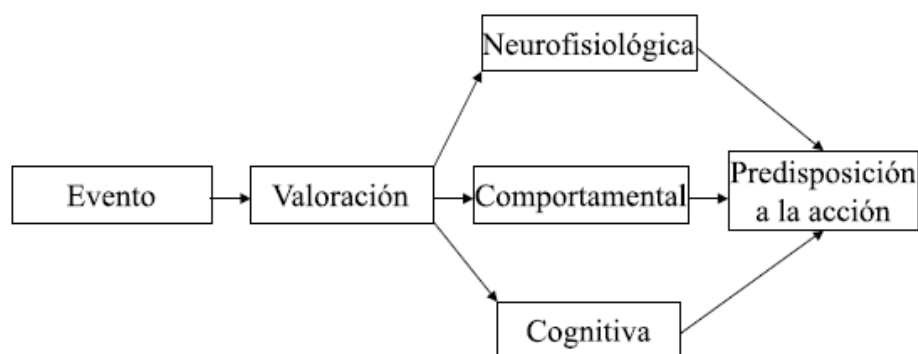 Neurofisiológica
Evento
Valoración
Comportamental
Predisposición
a la acción
Cognitiva